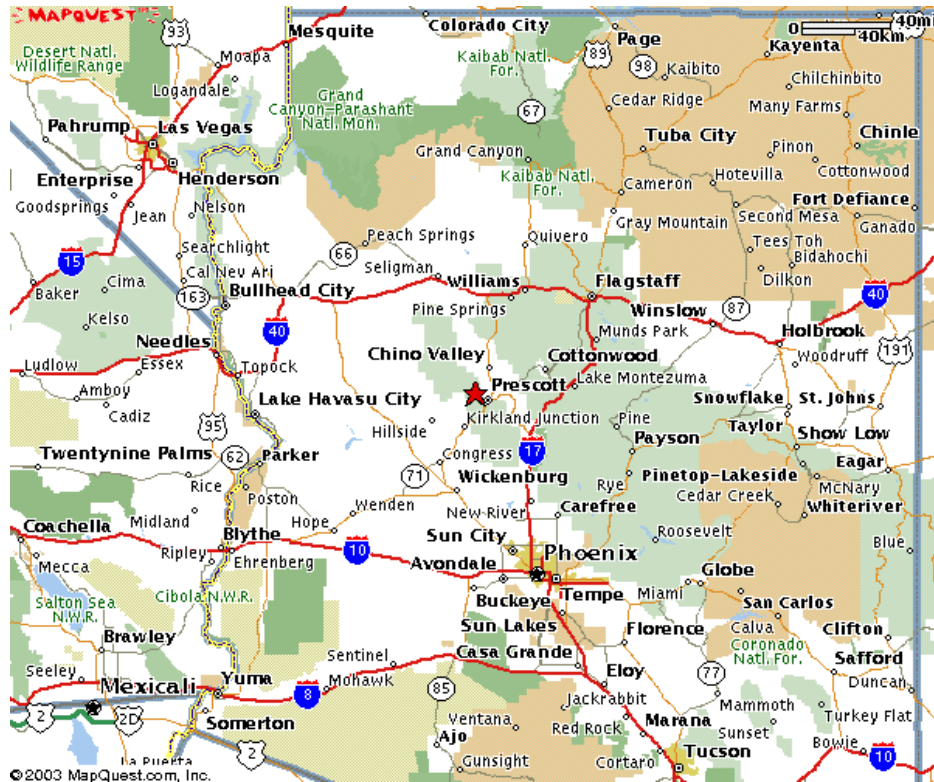 MAPQUEST
93
Mesquite
Colorado City
40mi
0
40km
Desert Natl.
Wildlife Range
Moapa
Logandale
Kaibab Natl.
For.
89
Page
98
Kaibito
Kayenta
Chilchinbito
Grand
Canyon-Parashant
Natl. Mon.
67
Cedar Ridge
Many Farms
Pahrump
Las Vegas
Tuba City
Chinle
Grand Canyon
Pinon
Cottonwood
Enterprise
Henderson
Kaibab Natl.
For.
Cameron
Hotevilla
Goodsprings
Jean
Nelson
Gray Mountain
Second Mesa
Fort Defiance
Ganado
Searchlight
66
Peach Springs
Quivero
Tees Toh
Bidahochi
15
Cal Nev Ari
Seligman
Dilkon
Baker
Cima
163
Bullhead City
Williams
Flagstaff
40
Kelso
Pine Springs
Winslow
87
40
Munds Park
Holbrook
Needles
Chino Valley
Cottonwood
Woodruff
191
Ludlow
Essex
Topock
Prescott
Lake Montezuma
Amboy
Cadiz
Lake Havasu City
Snowflake
St. Johns
95
Hillside
Kirkland Junction
Pine
Taylor
Show Low
Twentynine Palms
62
Parker
Congress
17
Payson
Eagar
Rice
71
Wickenburg
Pinetop-Lakeside
McNary
Poston
Rye
Cedar Creek
Whiteriver
Midland
Hope
Wenden
New River
Carefree
Coachella
Blythe
Sun City
Roosevelt
Blue
Ripley
Ehrenberg
10
Avondale
Phoenix
Mecca
Globe
Salton Sea
N.W.R.
Cibola N.W.R.
Buckeye
Tempe
Miami
San Carlos
Brawley
Sun Lakes
Florence
Calva
Clifton
Coronado
Natl. For.
Seeley
Sentinel
Casa Grande
Safford
Mexicali
Yuma
Mohawk
Eloy
77
Duncan
8
85
Jackrabbit
Mammoth
2
2D
Somerton
Ventana
Red Rock
Marana
Turkey Flat
Sunset
2
Ajo
Tucson
Bowie
10
La Puerta
Gunsight
Cortaro
©2003 MapQuest.com, Inc.